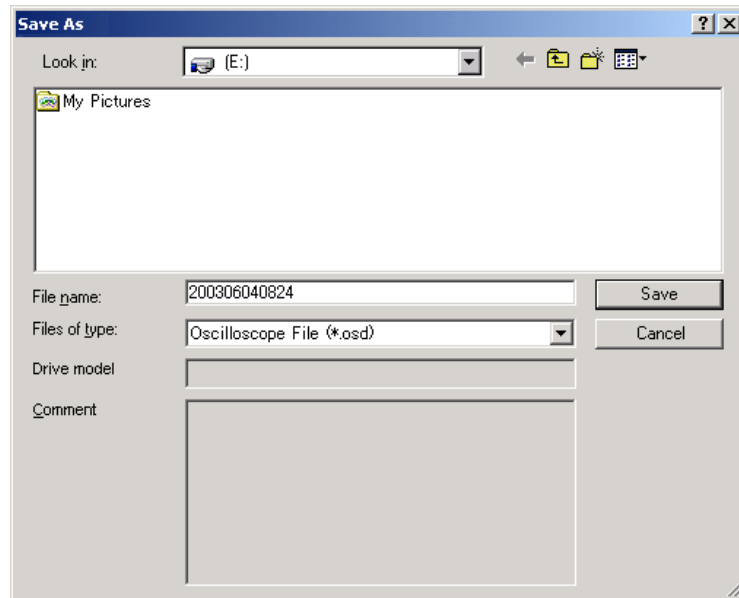 Save As
Look in: (E:)
My Pictures
File name: 200306040824 Save
Files of type: Oscilloscope File (*.osd) Cancel
Drive model
Comment